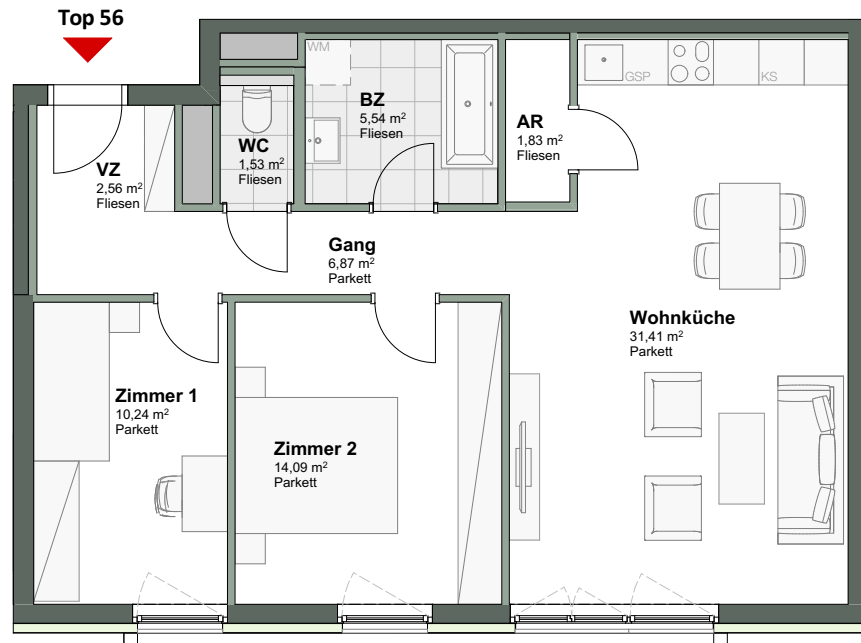 Top 56
WM
BZ
5,54 m²
Fliesen
GSP
KS
AR
1,83 m²
Fliesen
WC
1,53 m²
Fliesen
VZ
2,56 m²
Fliesen
Gang
6,87 m²
Parkett
Wohnküche
31,41 m²
Parkett
Zimmer 1
10,24 m²
Parkett
Zimmer 2
14,09 m²
Parkett